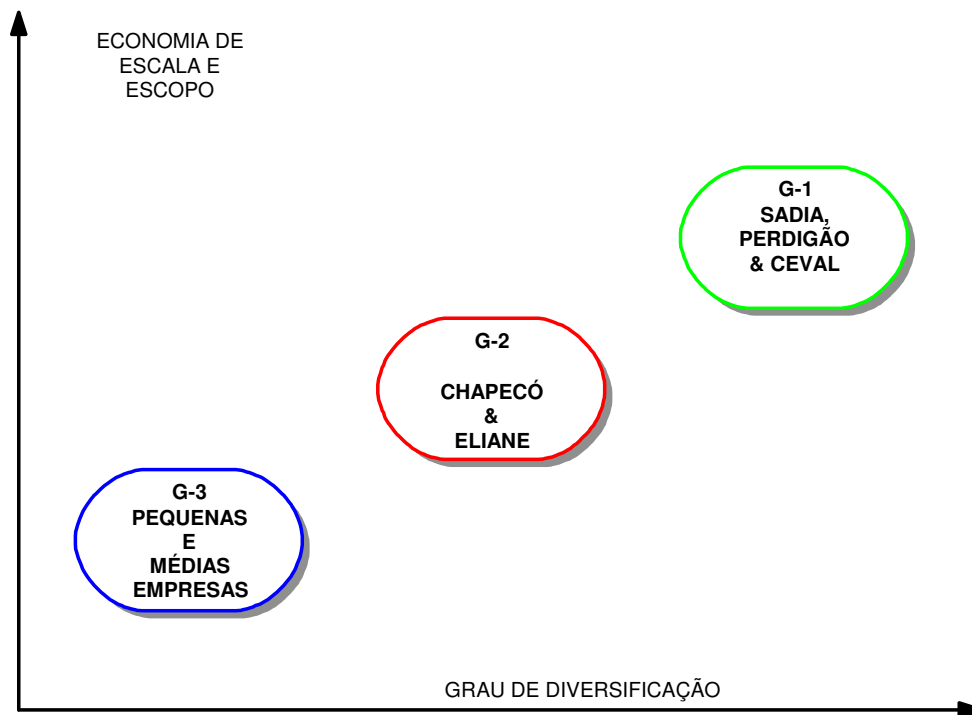 ECONOMIA DE
ESCALA E
ESCOPO
G-1
SADIA,
PERDIGÃO
& CEVAL
G-2
CHAPECÓ
&
ELIANE
G-3
PEQUENAS
E
MÉDIAS
EMPRESAS
GRAU DE DIVERSIFICAÇÃO